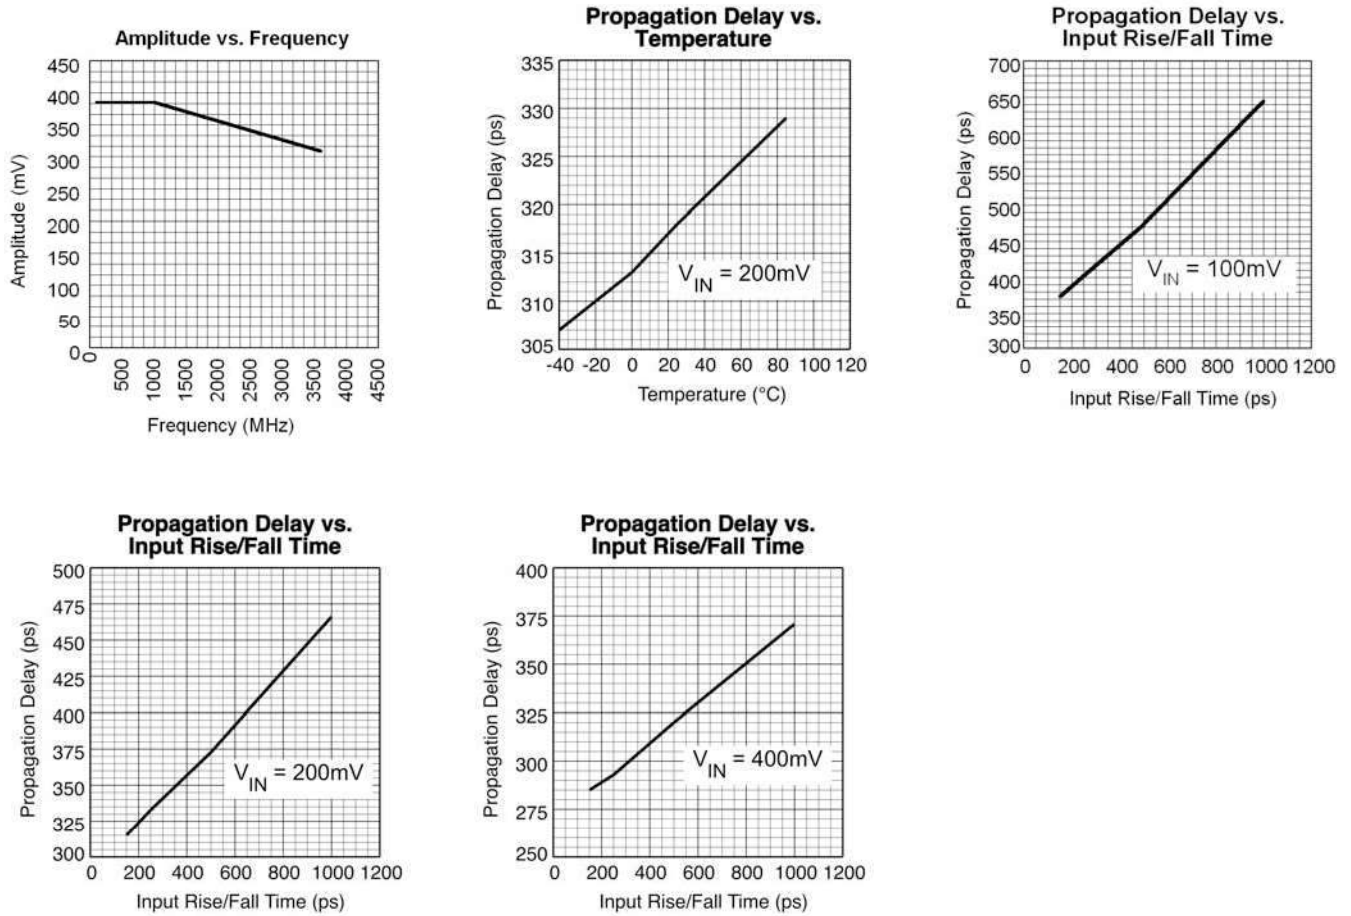 Amplitude vs. Frequency
450
400
350
300
250
200
150
100
50
0
Amplitude (mV)
0
500
1000
1500
2000
2500
3000
3500
4000
4500
Frequency (MHz)
Propagation Delay vs.
Temperature
335
330
325
320
315
310
305
Propagation Delay (ps)
VIN = 200mV
-40 -20 0 20 40 60 80 100 120
Temperature (°C)
Propagation Delay vs.
Input Rise/Fall Time
700
650
600
550
500
450
400
350
300
Propagation Delay (ps)
VIN = 100mV
0 200 400 600 800 1000 1200
Input Rise/Fall Time (ps)
Propagation Delay vs.
Input Rise/Fall Time
500
475
450
425
400
375
350
325
300
Propagation Delay (ps)
VIN = 200mV
0 200 400 600 800 1000 1200
Input Rise/Fall Time (ps)
Propagation Delay vs.
Input Rise/Fall Time
400
375
350
325
300
275
250
Propagation Delay (ps)
VIN = 400mV
0 200 400 600 800 1000 1200
Input Rise/Fall Time (ps)